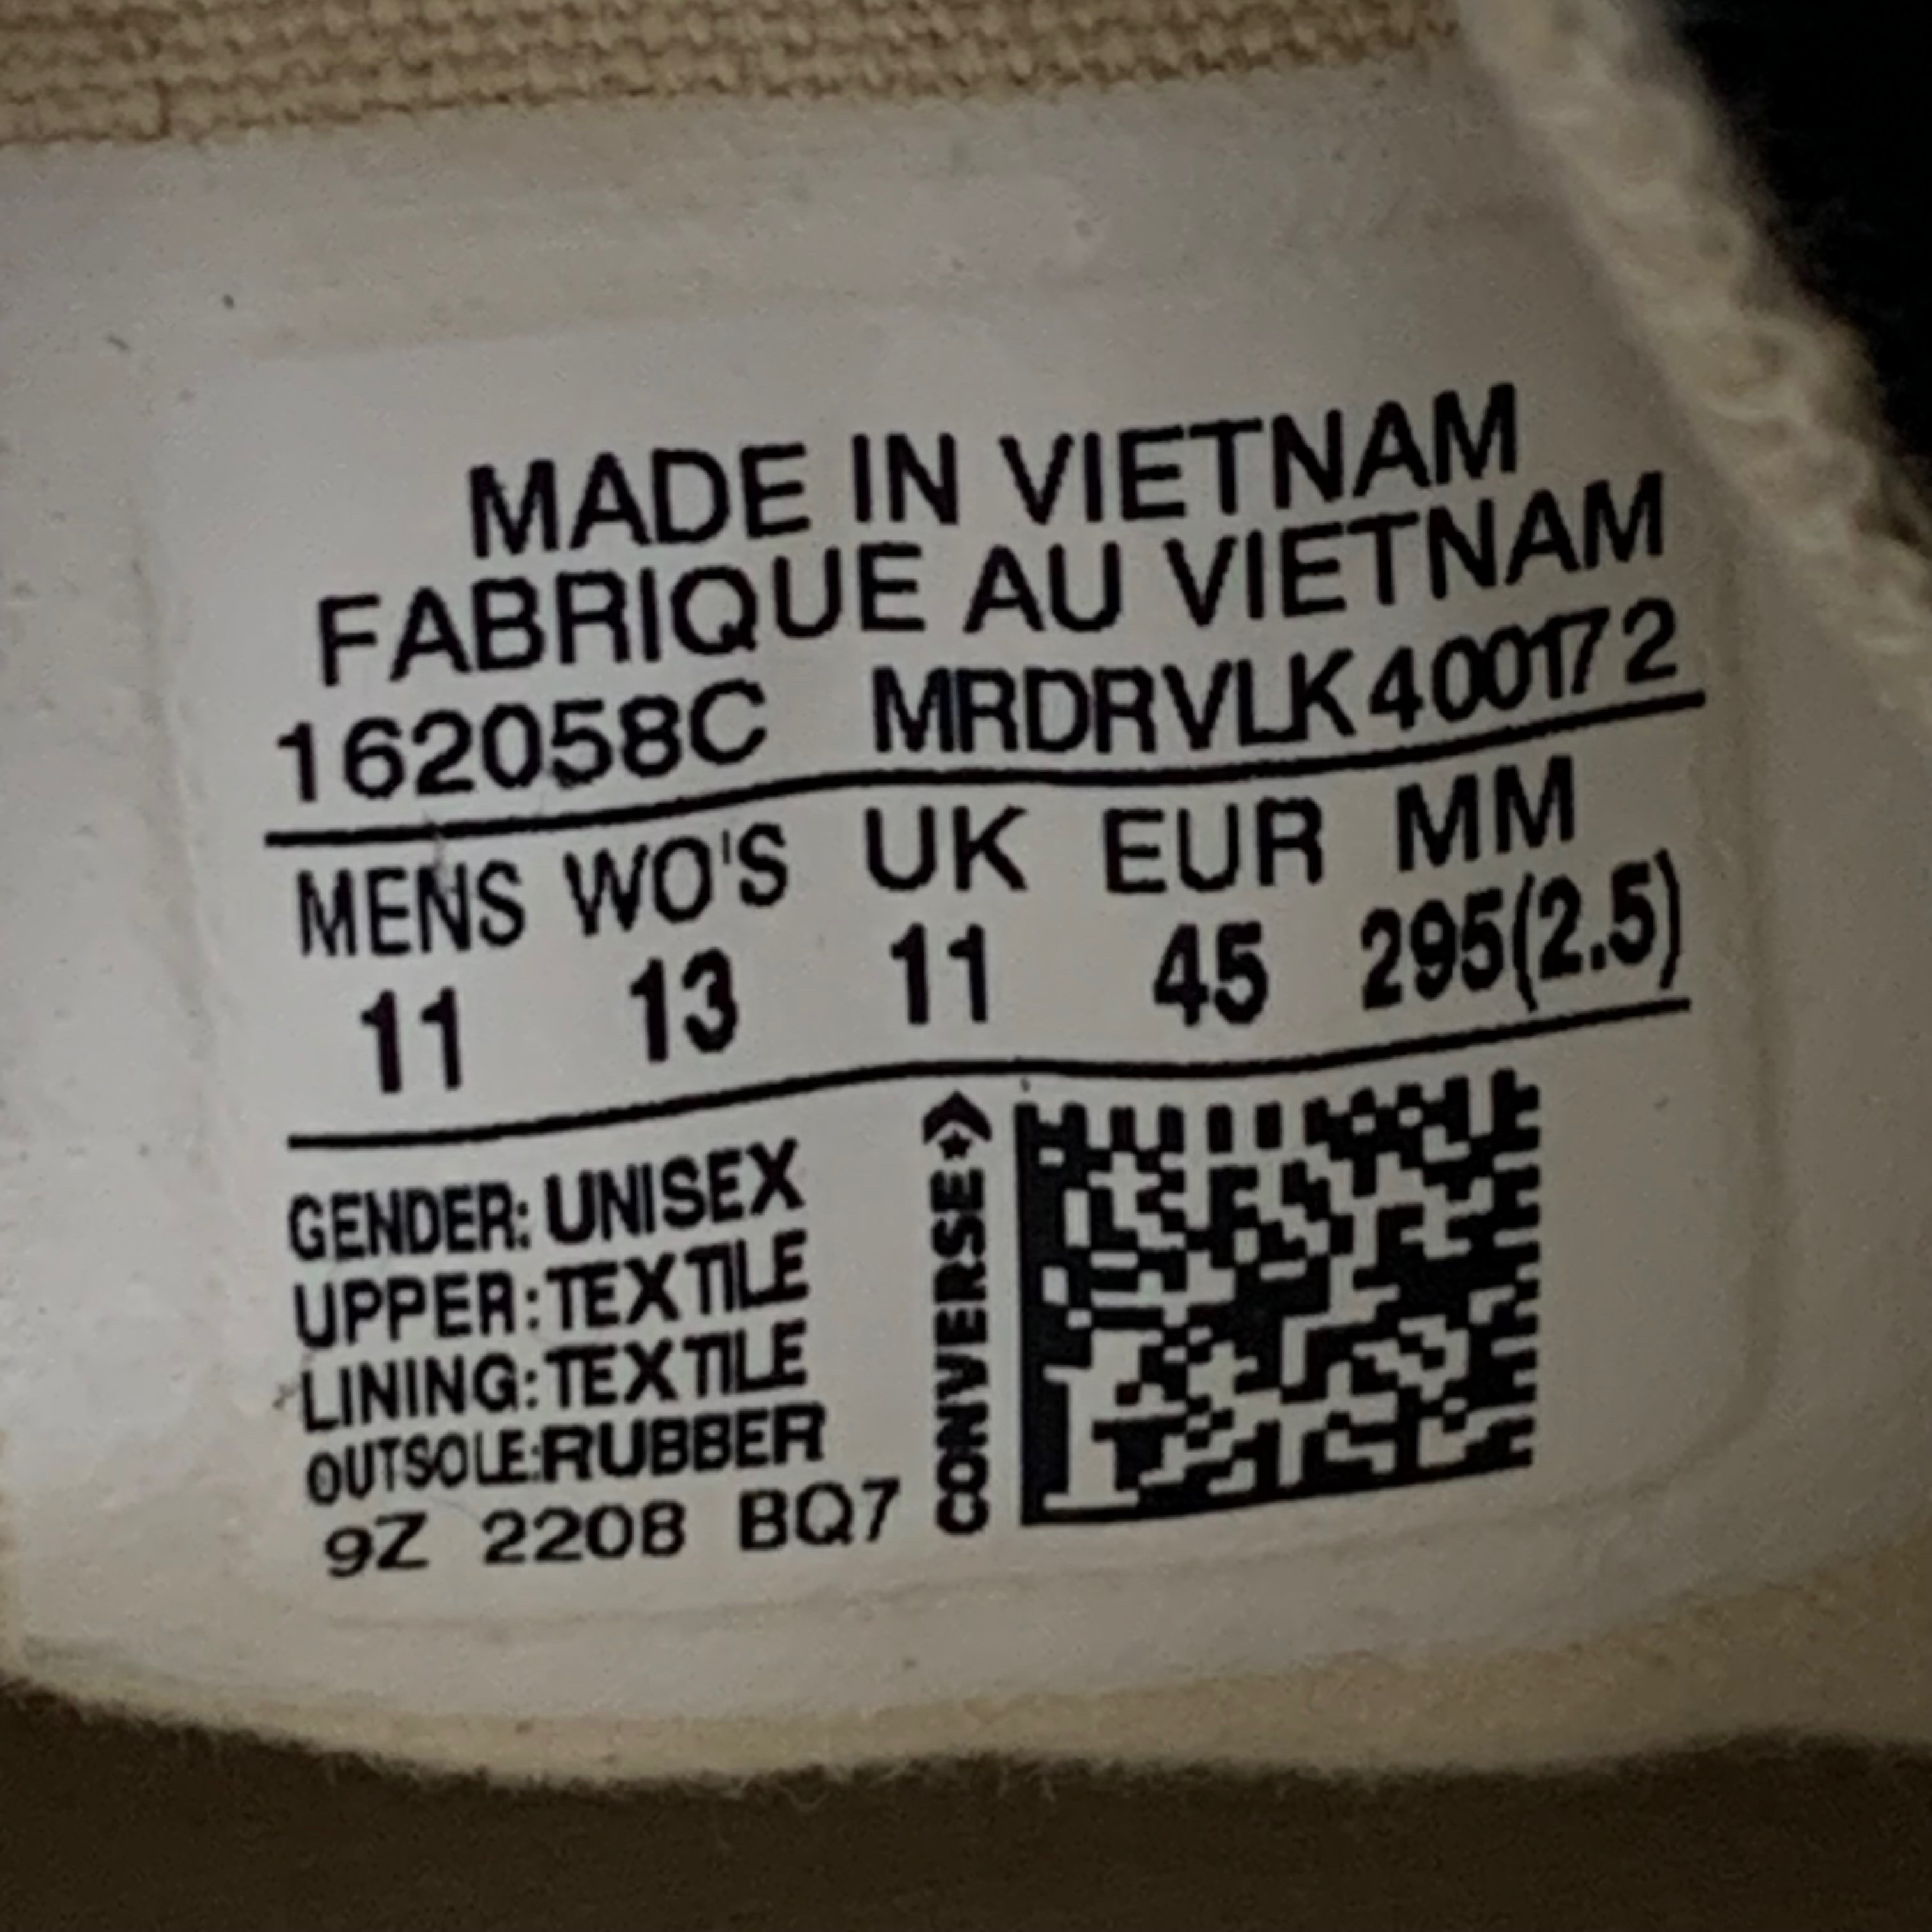 MADE IN VIETNAM
FABRIQUE AU VIETNAM
162058C MRDRVLK400172
MENS WO'S UK EUR MM
11 13 11 45 295(2.5)
GENDER: UNISEX
UPPER:TEXTILE
LINING:TEXTILE
OUTSOLE:RUBBER
9Z 2208 BQ7
CONVERSE